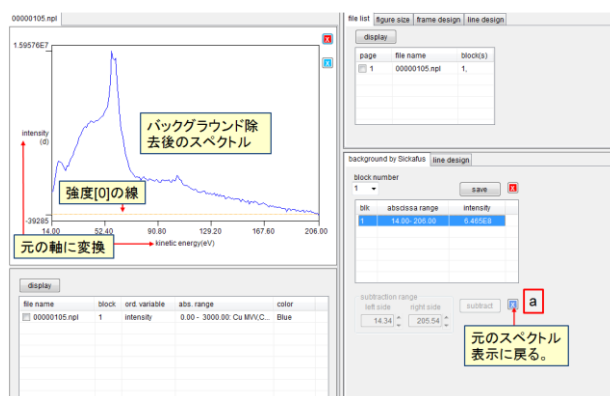 00000105.npl
1.59576E7
intensity
(d)
-39285
14.00 52.40 90.80 129.20 167.60 206.00
kinetic energy(eV)
バックグラウンド除
去後のスペクトル
強度[0]の線
元の軸に変換
display
file name block ord. variable abs. range color
00000105.npl 1 intensity 0.00 - 3000.00: Cu MVV,C... Blue
file list figure size frame design line design
display
page file name block(s)
1 00000105.npl 1,
background by Sickafus line design
block number
1 save
blk abscissa range intensity
1 14.00- 206.00 6.465E8
subtraction range
left side right side subtract
14.34 205.54
a
元のスペクトル
表示に戻る。